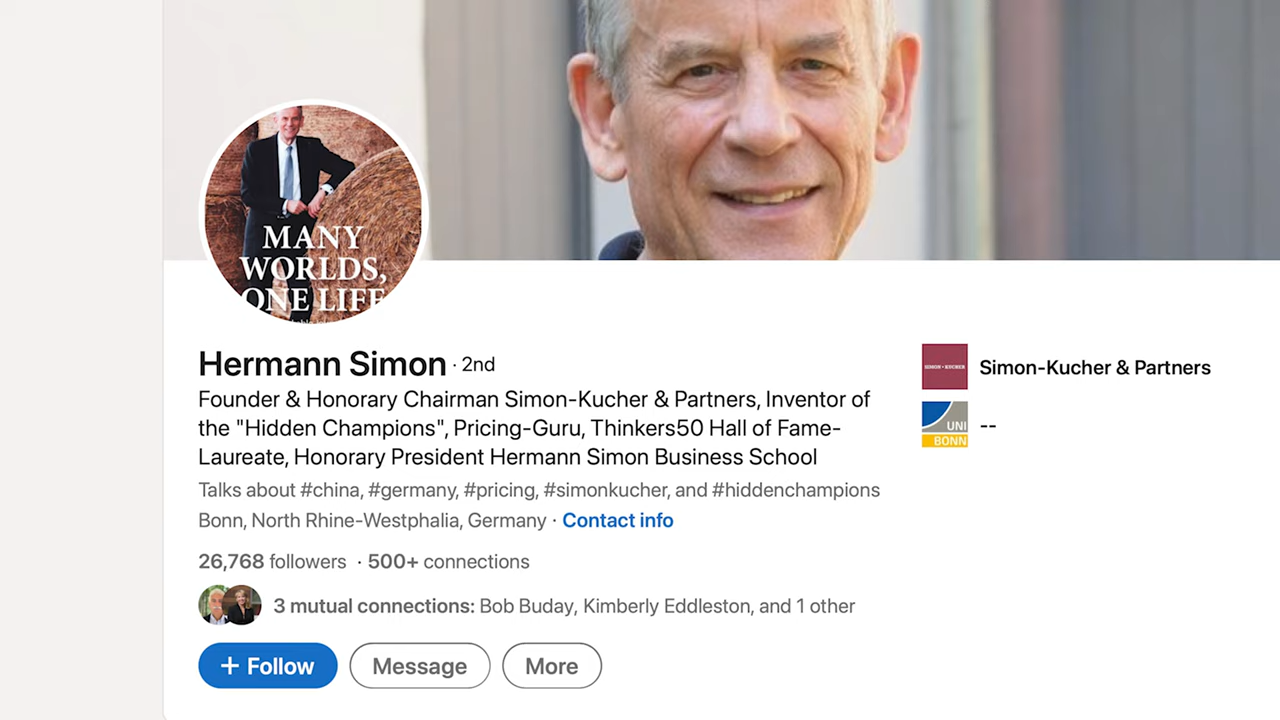 MANY
WORLDS,
ONE LIFE
Hermann Simon · 2nd
Founder & Honorary Chairman Simon-Kucher & Partners, Inventor of
the "Hidden Champions", Pricing-Guru, Thinkers50 Hall of Fame-
Laureate, Honorary President Hermann Simon Business School
Talks about #china, #germany, #pricing, #simonkucher, and #hiddenchampions
Bonn, North Rhine-Westphalia, Germany · Contact info
26,768 followers · 500+ connections
3 mutual connections: Bob Buday, Kimberly Eddleston, and 1 other
+ Follow
Message
More
SIMON • KUCHER
Simon-Kucher & Partners
UNI
BONN
--